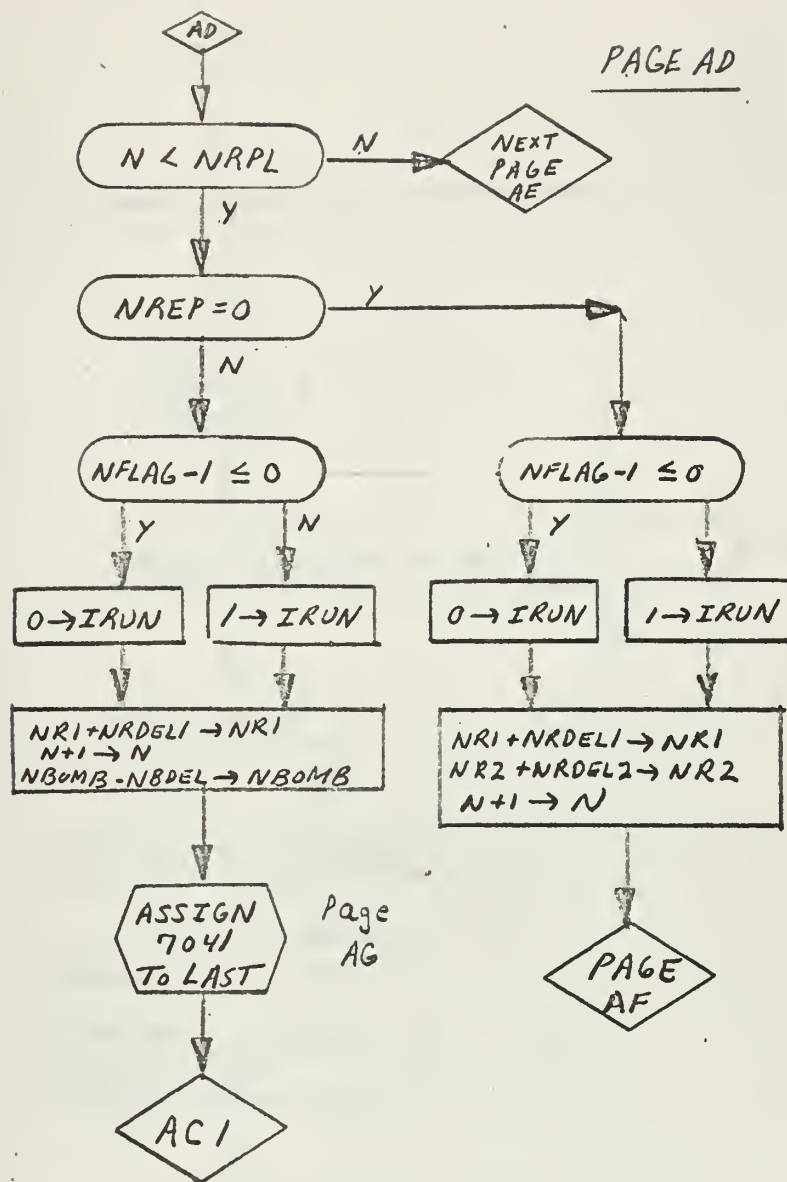 AD
PAGE AD
N < NRPL
N
NEXT
PAGE
AE
Y
NREP = 0
Y
N
NFLAG-1 ≤ 0
NFLAG-1 ≤ 0
Y
N
Y
0 → IRUN
1 → IRUN
0 → IRUN
1 → IRUN
NR1 + NRDEL1 → NR1
N+1 → N
NBOMB - NBDEL → NBOMB
NR1 + NRDEL1 → NR1
NR2 + NRDEL2 → NR2
N+1 → N
ASSIGN
7041
TO LAST
Page
AG
PAGE
AF
AC1